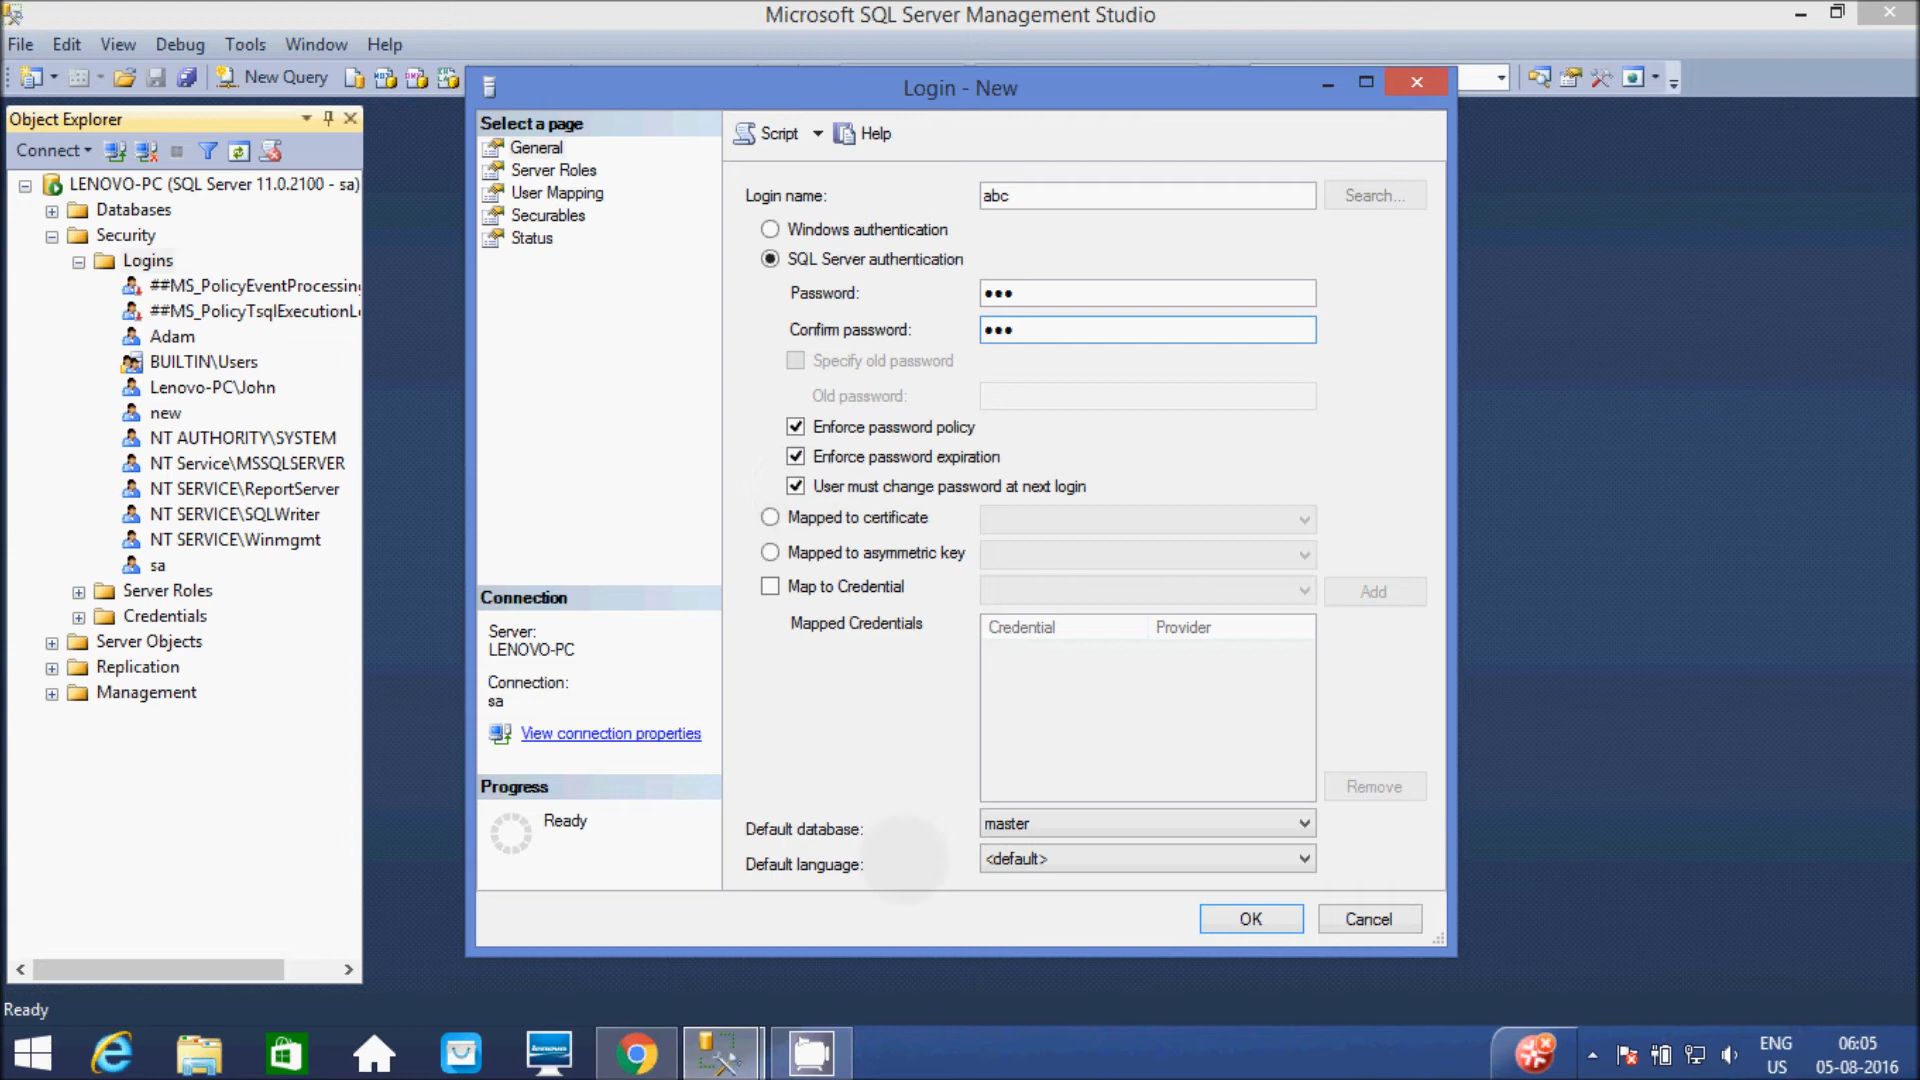 Microsoft SQL Server Management Studio
File Edit View Debug Tools Window Help
New Query
Object Explorer
Connect
LENOVO-PC (SQL Server 11.0.2100 - sa)
Databases
Security
Logins
##MS_PolicyEventProcessing
##MS_PolicyTsqlExecutionL
Adam
BUILTIN\Users
Lenovo-PC\John
new
NT AUTHORITY\SYSTEM
NT Service\MSSQLSERVER
NT SERVICE\ReportServer
NT SERVICE\SQLWriter
NT SERVICE\Winmgmt
sa
Server Roles
Credentials
Server Objects
Replication
Management
Login - New
Select a page
General
Server Roles
User Mapping
Securables
Status
Connection
Server:
LENOVO-PC
Connection:
sa
View connection properties
Progress
Ready
Script Help
Login name: abc Search...
Windows authentication
SQL Server authentication
Password: ●●●
Confirm password: ●●●
Specify old password
Old password:
Enforce password policy
Enforce password expiration
User must change password at next login
Mapped to certificate
Mapped to asymmetric key
Map to Credential Add
Mapped Credentials Credential Provider
Remove
Default database: master
Default language: <default>
OK Cancel
Ready
ENG 06:05
US 05-08-2016